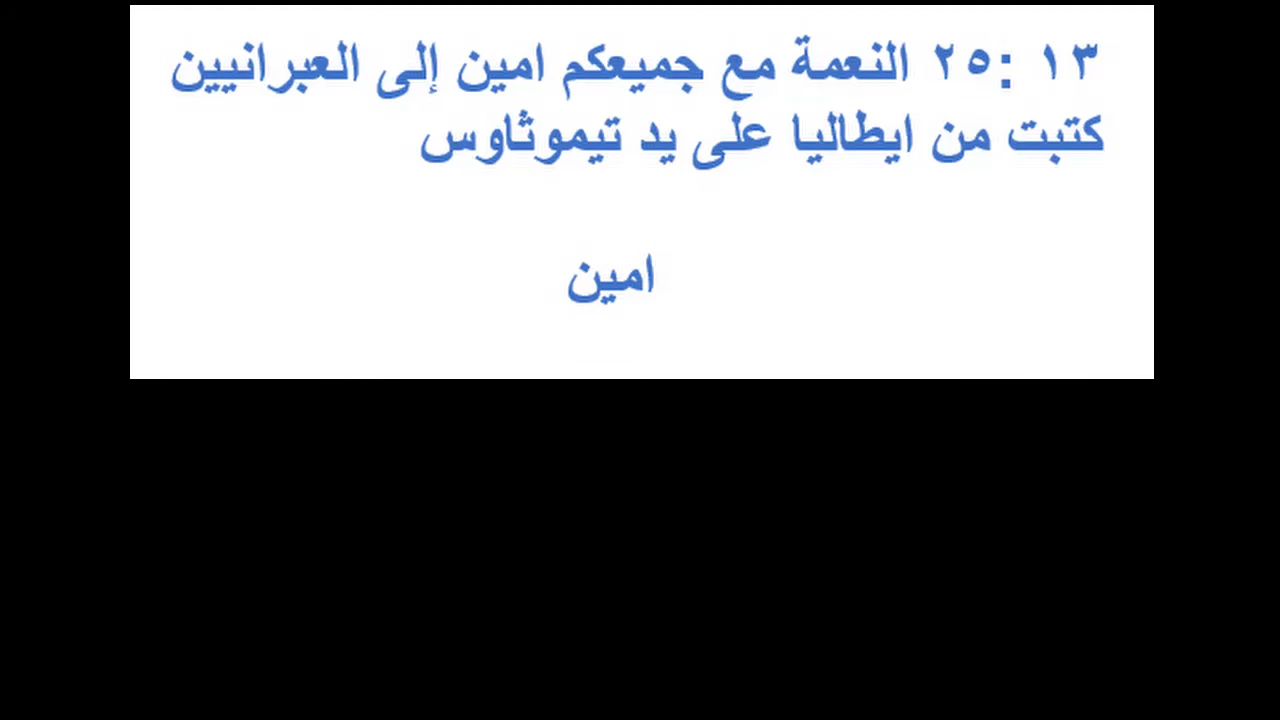 ١٣ :٢٥ النعمة مع جميعكم امين إلى العبرانيين
كتبت من ايطاليا على يد تيموثاوس
امين